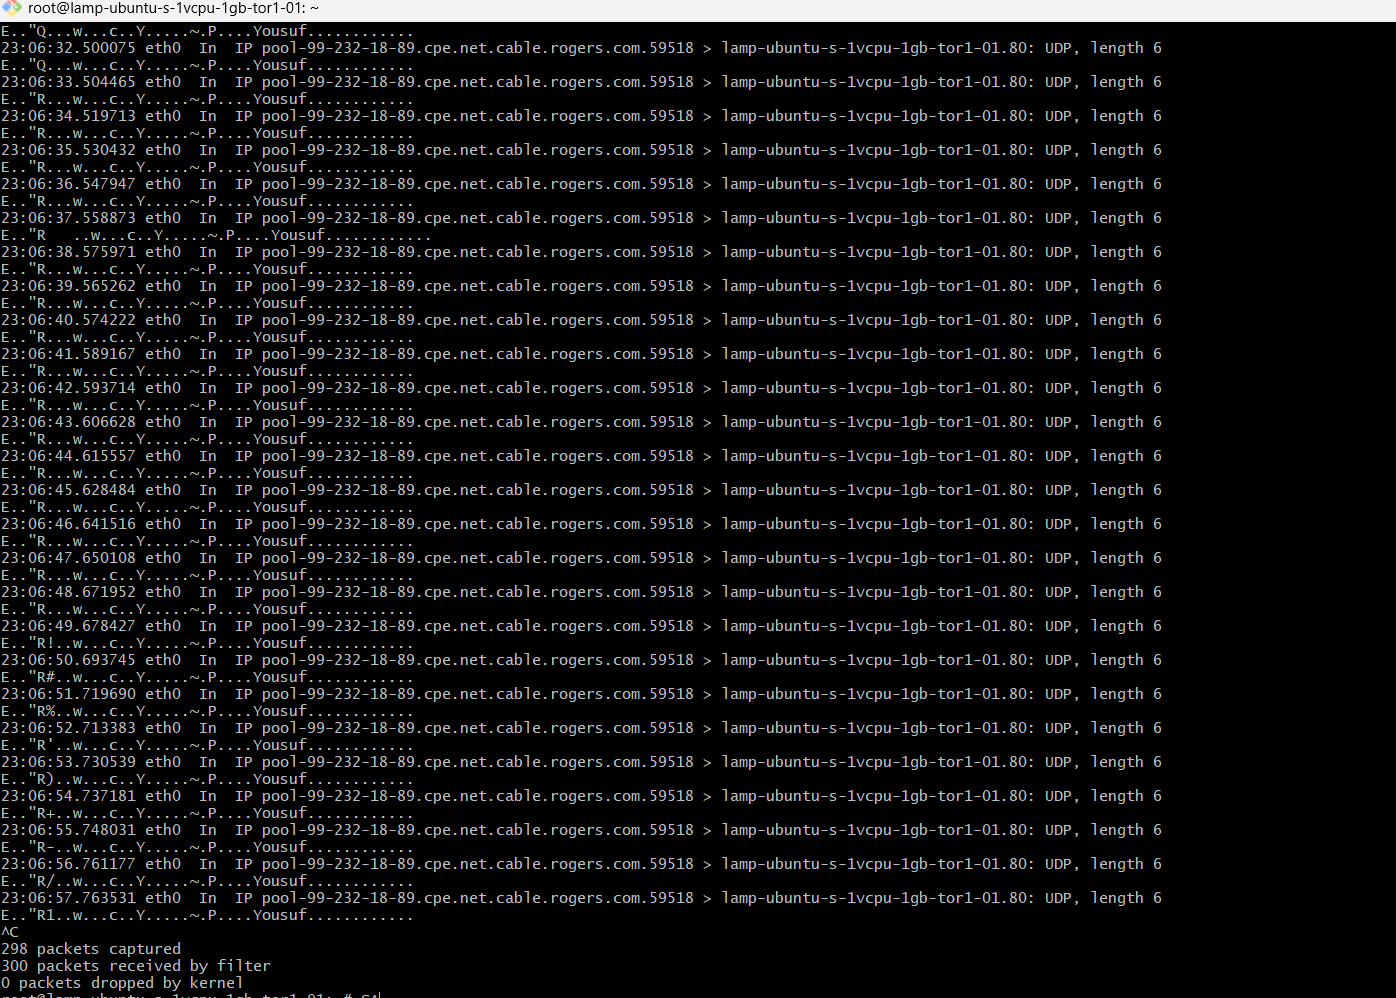 root@lamp-ubuntu-s-1vcpu-1gb-tor1-01: ~
E.."Q...w...c..Y.....~.P....Yousuf............
23:06:32.500075 eth0  In  IP pool-99-232-18-89.cpe.net.cable.rogers.com.59518 > lamp-ubuntu-s-1vcpu-1gb-tor1-01.80: UDP, length 6
E.."Q...w...c..Y.....~.P....Yousuf............
23:06:33.504465 eth0  In  IP pool-99-232-18-89.cpe.net.cable.rogers.com.59518 > lamp-ubuntu-s-1vcpu-1gb-tor1-01.80: UDP, length 6
E.."R...w...c..Y.....~.P....Yousuf............
23:06:34.519713 eth0  In  IP pool-99-232-18-89.cpe.net.cable.rogers.com.59518 > lamp-ubuntu-s-1vcpu-1gb-tor1-01.80: UDP, length 6
E.."R...w...c..Y.....~.P....Yousuf............
23:06:35.530432 eth0  In  IP pool-99-232-18-89.cpe.net.cable.rogers.com.59518 > lamp-ubuntu-s-1vcpu-1gb-tor1-01.80: UDP, length 6
E.."R...w...c..Y.....~.P....Yousuf............
23:06:36.547947 eth0  In  IP pool-99-232-18-89.cpe.net.cable.rogers.com.59518 > lamp-ubuntu-s-1vcpu-1gb-tor1-01.80: UDP, length 6
E.."R...w...c..Y.....~.P....Yousuf............
23:06:37.558873 eth0  In  IP pool-99-232-18-89.cpe.net.cable.rogers.com.59518 > lamp-ubuntu-s-1vcpu-1gb-tor1-01.80: UDP, length 6
E.."R   ..w...c..Y.....~.P....Yousuf............
23:06:38.575971 eth0  In  IP pool-99-232-18-89.cpe.net.cable.rogers.com.59518 > lamp-ubuntu-s-1vcpu-1gb-tor1-01.80: UDP, length 6
E.."R...w...c..Y.....~.P....Yousuf............
23:06:39.565262 eth0  In  IP pool-99-232-18-89.cpe.net.cable.rogers.com.59518 > lamp-ubuntu-s-1vcpu-1gb-tor1-01.80: UDP, length 6
E.."R...w...c..Y.....~.P....Yousuf............
23:06:40.574222 eth0  In  IP pool-99-232-18-89.cpe.net.cable.rogers.com.59518 > lamp-ubuntu-s-1vcpu-1gb-tor1-01.80: UDP, length 6
E.."R...w...c..Y.....~.P....Yousuf............
23:06:41.589167 eth0  In  IP pool-99-232-18-89.cpe.net.cable.rogers.com.59518 > lamp-ubuntu-s-1vcpu-1gb-tor1-01.80: UDP, length 6
E.."R...w...c..Y.....~.P....Yousuf............
23:06:42.593714 eth0  In  IP pool-99-232-18-89.cpe.net.cable.rogers.com.59518 > lamp-ubuntu-s-1vcpu-1gb-tor1-01.80: UDP, length 6
E.."R...w...c..Y.....~.P....Yousuf............
23:06:43.606628 eth0  In  IP pool-99-232-18-89.cpe.net.cable.rogers.com.59518 > lamp-ubuntu-s-1vcpu-1gb-tor1-01.80: UDP, length 6
E.."R...w...c..Y.....~.P....Yousuf............
23:06:44.615557 eth0  In  IP pool-99-232-18-89.cpe.net.cable.rogers.com.59518 > lamp-ubuntu-s-1vcpu-1gb-tor1-01.80: UDP, length 6
E.."R...w...c..Y.....~.P....Yousuf............
23:06:45.628484 eth0  In  IP pool-99-232-18-89.cpe.net.cable.rogers.com.59518 > lamp-ubuntu-s-1vcpu-1gb-tor1-01.80: UDP, length 6
E.."R...w...c..Y.....~.P....Yousuf............
23:06:46.641516 eth0  In  IP pool-99-232-18-89.cpe.net.cable.rogers.com.59518 > lamp-ubuntu-s-1vcpu-1gb-tor1-01.80: UDP, length 6
E.."R...w...c..Y.....~.P....Yousuf............
23:06:47.650108 eth0  In  IP pool-99-232-18-89.cpe.net.cable.rogers.com.59518 > lamp-ubuntu-s-1vcpu-1gb-tor1-01.80: UDP, length 6
E.."R...w...c..Y.....~.P....Yousuf............
23:06:48.671952 eth0  In  IP pool-99-232-18-89.cpe.net.cable.rogers.com.59518 > lamp-ubuntu-s-1vcpu-1gb-tor1-01.80: UDP, length 6
E.."R...w...c..Y.....~.P....Yousuf............
23:06:49.678427 eth0  In  IP pool-99-232-18-89.cpe.net.cable.rogers.com.59518 > lamp-ubuntu-s-1vcpu-1gb-tor1-01.80: UDP, length 6
E.."R!..w...c..Y.....~.P....Yousuf............
23:06:50.693745 eth0  In  IP pool-99-232-18-89.cpe.net.cable.rogers.com.59518 > lamp-ubuntu-s-1vcpu-1gb-tor1-01.80: UDP, length 6
E.."R#..w...c..Y.....~.P....Yousuf............
23:06:51.719690 eth0  In  IP pool-99-232-18-89.cpe.net.cable.rogers.com.59518 > lamp-ubuntu-s-1vcpu-1gb-tor1-01.80: UDP, length 6
E.."R%..w...c..Y.....~.P....Yousuf............
23:06:52.713383 eth0  In  IP pool-99-232-18-89.cpe.net.cable.rogers.com.59518 > lamp-ubuntu-s-1vcpu-1gb-tor1-01.80: UDP, length 6
E.."R'..w...c..Y.....~.P....Yousuf............
23:06:53.730539 eth0  In  IP pool-99-232-18-89.cpe.net.cable.rogers.com.59518 > lamp-ubuntu-s-1vcpu-1gb-tor1-01.80: UDP, length 6
E.."R)..w...c..Y.....~.P....Yousuf............
23:06:54.737181 eth0  In  IP pool-99-232-18-89.cpe.net.cable.rogers.com.59518 > lamp-ubuntu-s-1vcpu-1gb-tor1-01.80: UDP, length 6
E.."R+..w...c..Y.....~.P....Yousuf............
23:06:55.748031 eth0  In  IP pool-99-232-18-89.cpe.net.cable.rogers.com.59518 > lamp-ubuntu-s-1vcpu-1gb-tor1-01.80: UDP, length 6
E.."R-..w...c..Y.....~.P....Yousuf............
23:06:56.761177 eth0  In  IP pool-99-232-18-89.cpe.net.cable.rogers.com.59518 > lamp-ubuntu-s-1vcpu-1gb-tor1-01.80: UDP, length 6
E.."R/..w...c..Y.....~.P....Yousuf............
23:06:57.763531 eth0  In  IP pool-99-232-18-89.cpe.net.cable.rogers.com.59518 > lamp-ubuntu-s-1vcpu-1gb-tor1-01.80: UDP, length 6
E.."R1..w...c..Y.....~.P....Yousuf............
^C
298 packets captured
300 packets received by filter
0 packets dropped by kernel
root@lamp-ubuntu-s-1vcpu-1gb-tor1-01:~#